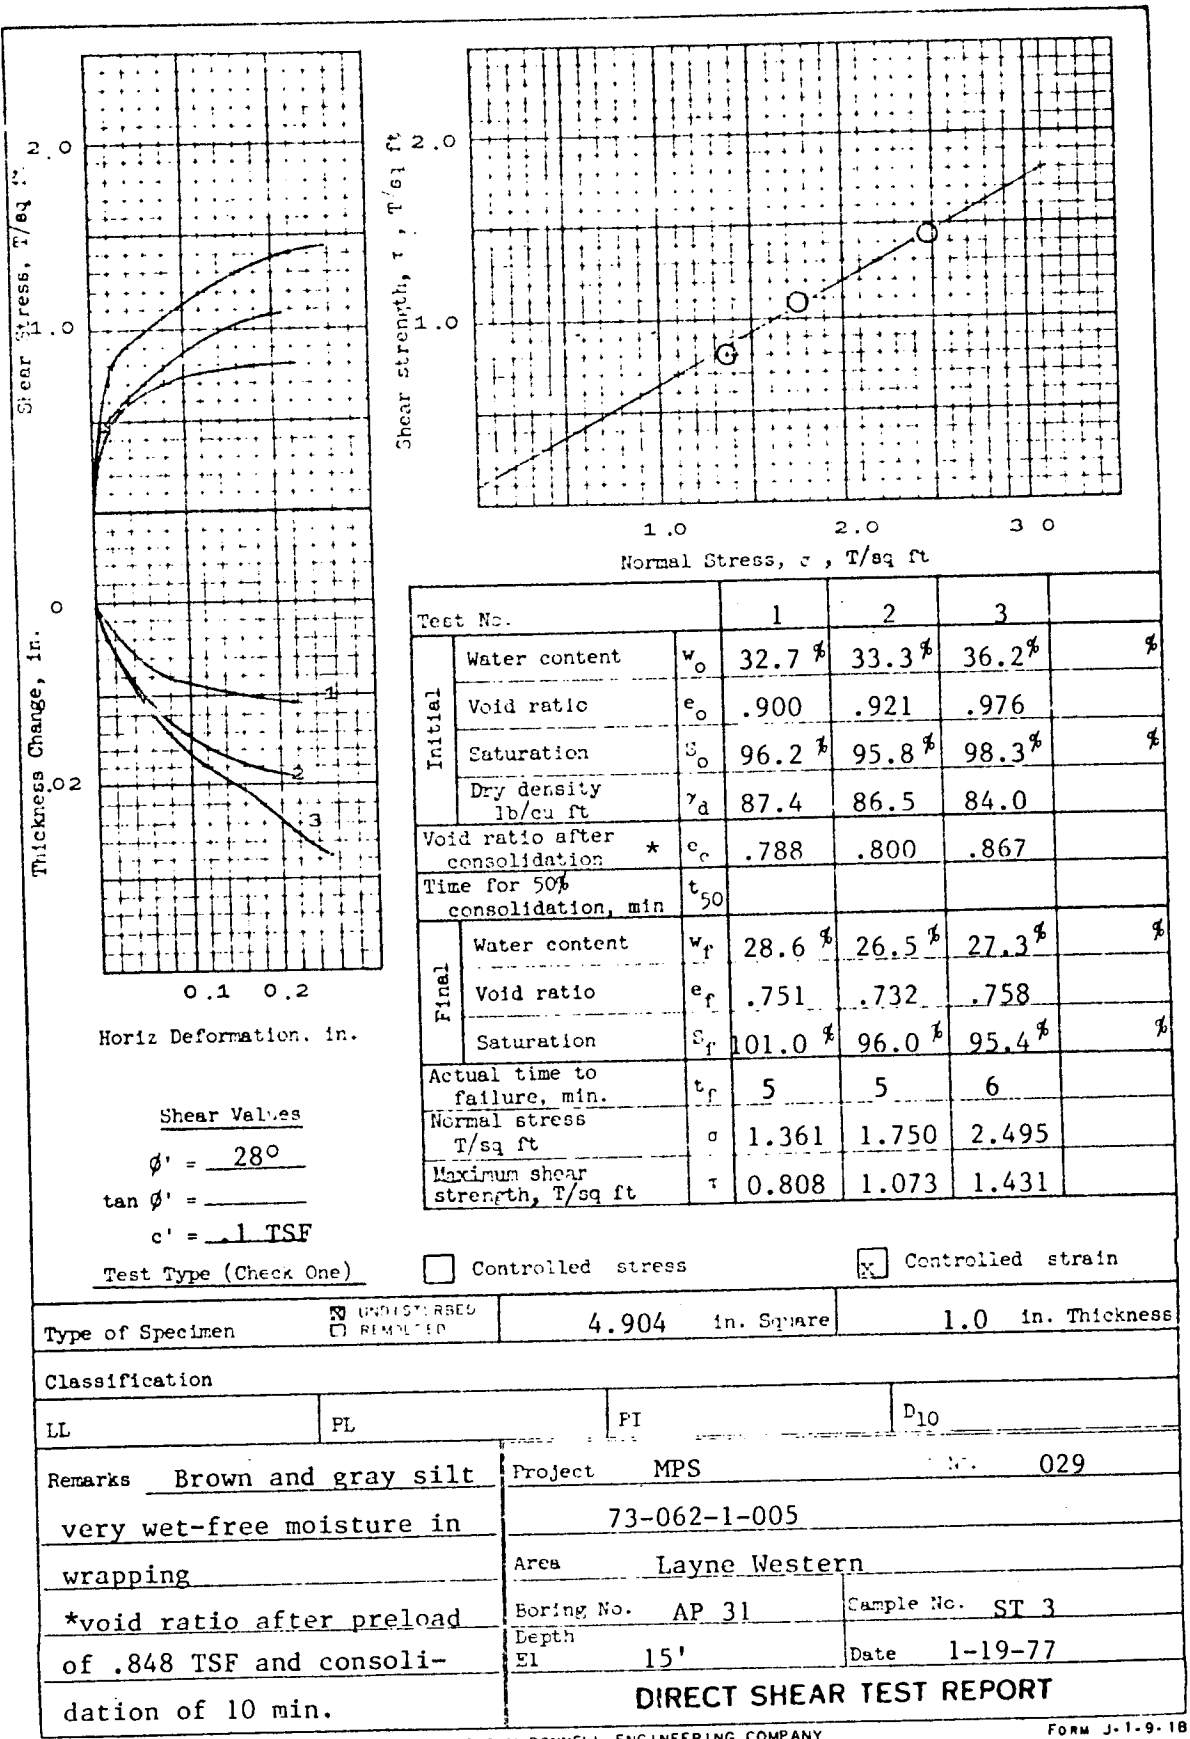 2.0
1.0
Shear Stress, T/sq
0
.02
Thickness Change, in.
1
2
3
0.1 0.2
Horiz Deformation. in.
2.0
1.0
Shear strength, τ , T/sq ft
1.0 2.0 3 0
Normal Stress, σ , T/sq ft
Test No. 1 2 3
Initial
Water content w₀ 32.7 % 33.3 % 36.2 % %
Void ratio e₀ .900 .921 .976
Saturation S₀ 96.2 % 95.8 % 98.3 % %
Dry density
lb/cu ft γd 87.4 86.5 84.0
Void ratio after
consolidation * ec .788 .800 .867
Time for 50%
consolidation, min t50
Final
Water content wf 28.6 % 26.5 % 27.3 % %
Void ratio ef .751 .732 .758
Saturation Sf 101.0 % 96.0 % 95.4 % %
Actual time to
failure, min. tf 5 5 6
Normal stress
T/sq ft σ 1.361 1.750 2.495
Maximum shear
strength, T/sq ft τ 0.808 1.073 1.431
Shear Values
ϕ' = 28°
tan ϕ' =
c' = .1 TSF
Test Type (Check One) Controlled stress X Controlled strain
Type of Specimen X UNDISTURBED 4.904 in. Square 1.0 in. Thickness
REMOLDED
Classification
LL PL PI D10
Remarks Brown and gray silt
very wet-free moisture in
wrapping
*void ratio after preload
of .848 TSF and consoli-
dation of 10 min.
Project MPS No. 029
73-062-1-005
Area Layne Western
Boring No. AP 31 Sample No. ST 3
Depth
El 15' Date 1-19-77
DIRECT SHEAR TEST REPORT
ENGINEERING COMPANY
FORM J-1-9-18